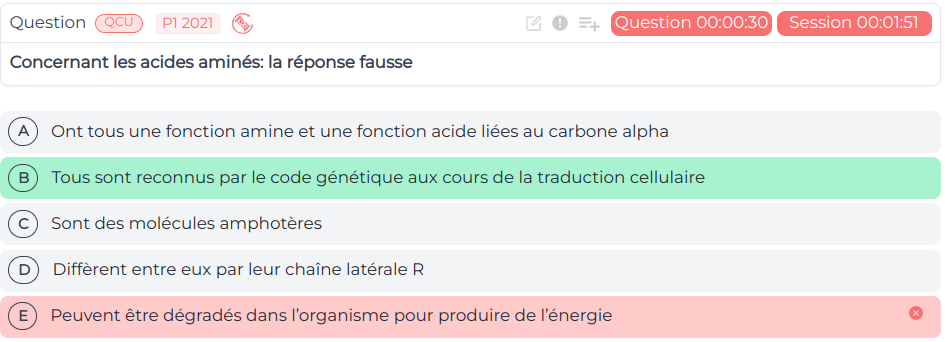 Question QCU P1 2021 Question 00:00:30 Session 00:01:51
Concernant les acides aminés: la réponse fausse
A Ont tous une fonction amine et une fonction acide liées au carbone alpha
B Tous sont reconnus par le code génétique aux cours de la traduction cellulaire
C Sont des molécules amphotères
D Diffèrent entre eux par leur chaîne latérale R
E Peuvent être dégradés dans l'organisme pour produire de l'énergie